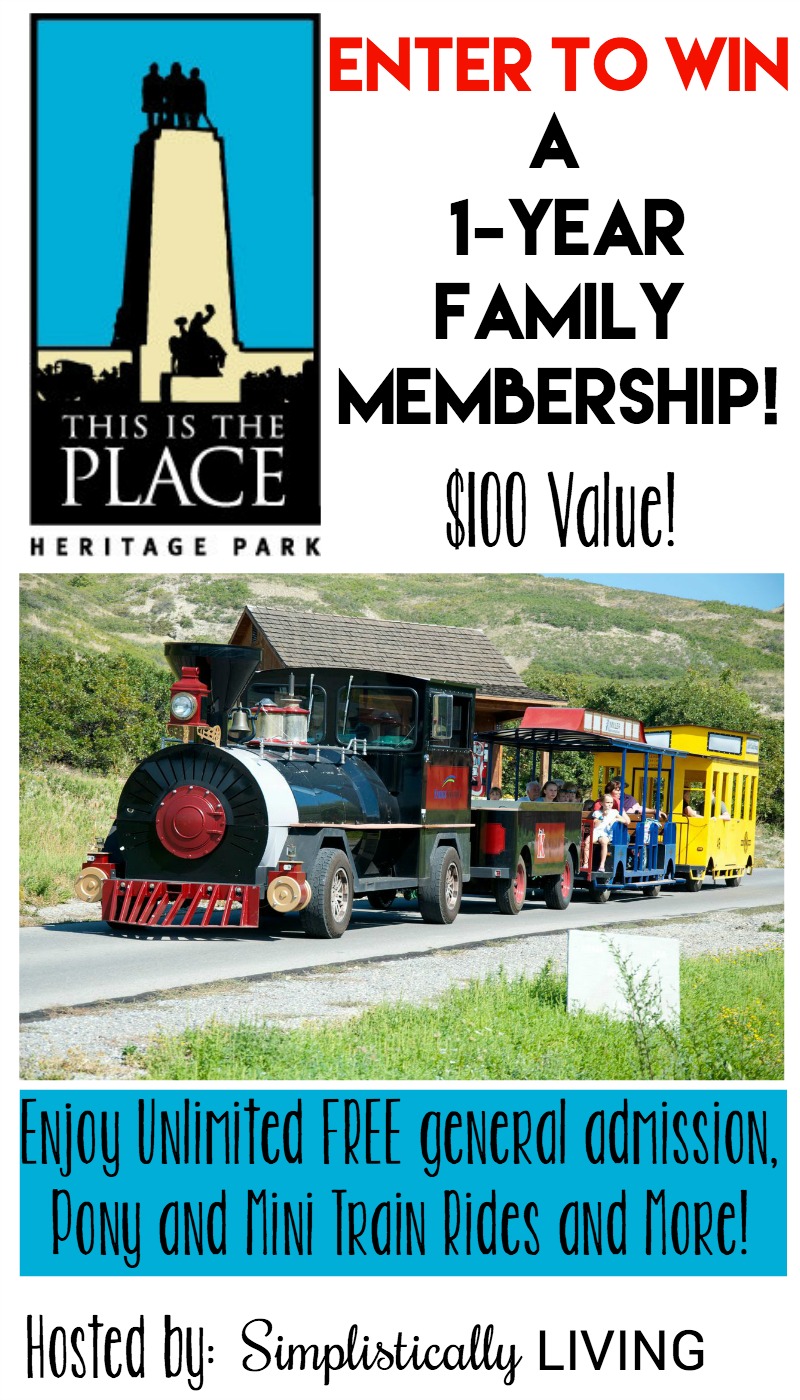 ENTER TO WIN
A
1-YEAR
FAMILY
MEMBERSHIP!
$100 Value!
THIS IS THE
PLACE
HERITAGE PARK
Enjoy Unlimited FREE general admission,
Pony and Mini Train Rides and More!
Hosted by: Simplistically LIVING